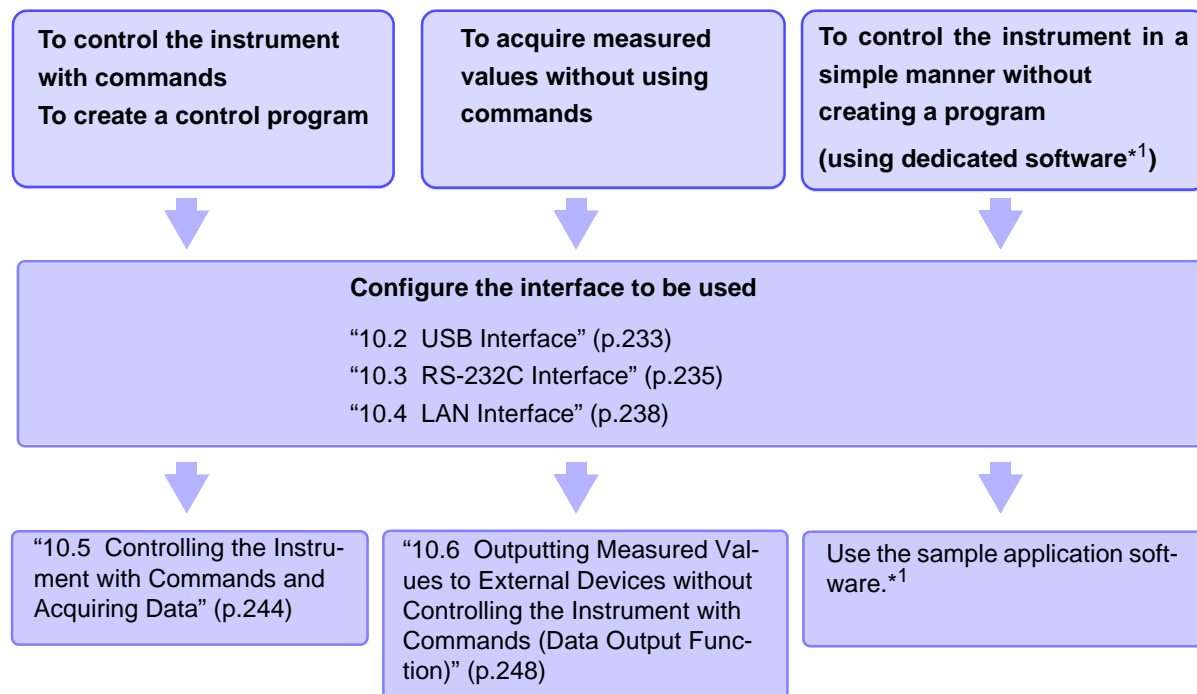 To control the instrument
with commands
To create a control program
To acquire measured
values without using
commands
To control the instrument in a
simple manner without
creating a program
(using dedicated software*1)
Configure the interface to be used
“10.2 USB Interface” (p.233)
“10.3 RS-232C Interface” (p.235)
“10.4 LAN Interface” (p.238)
“10.5 Controlling the Instru-
ment with Commands and
Acquiring Data” (p.244)
“10.6 Outputting Measured Val-
ues to External Devices without
Controlling the Instrument with
Commands (Data Output Func-
tion)” (p.248)
Use the sample application soft-
ware.*1